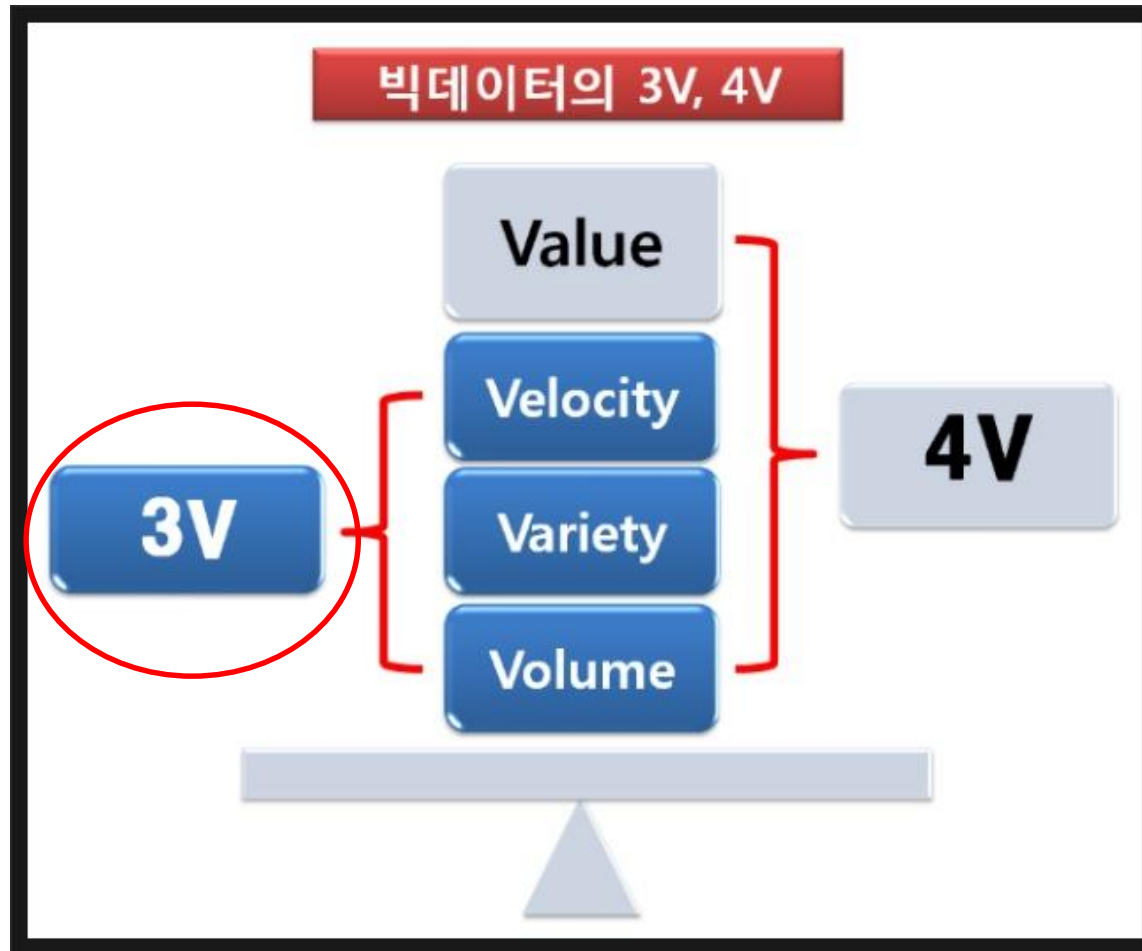 빅데이터의 3V, 4V
Value
Velocity
4V
3V
Variety
Volume